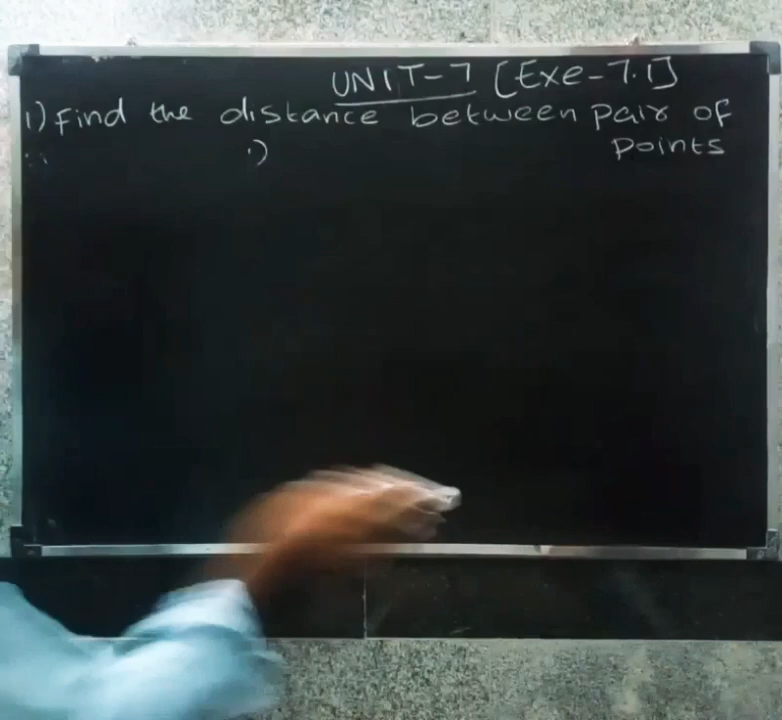 UNIT-7 [Exe-7.1]
1) Find the distance between pair of
i) points